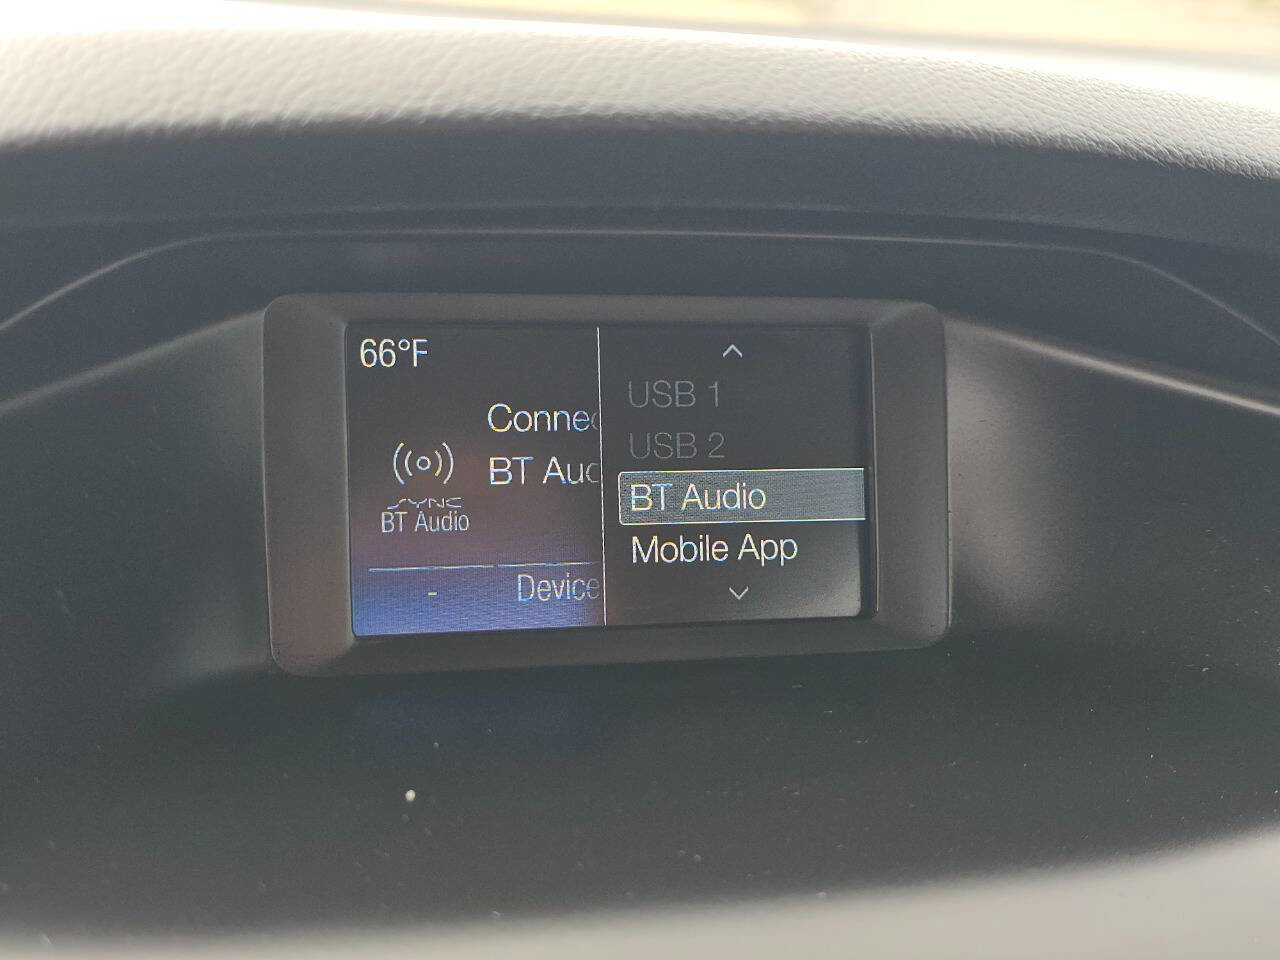 66°F
Connec
BT Auc
SYNC
BT Audio
-
Device
USB 1
USB 2
BT Audio
Mobile App